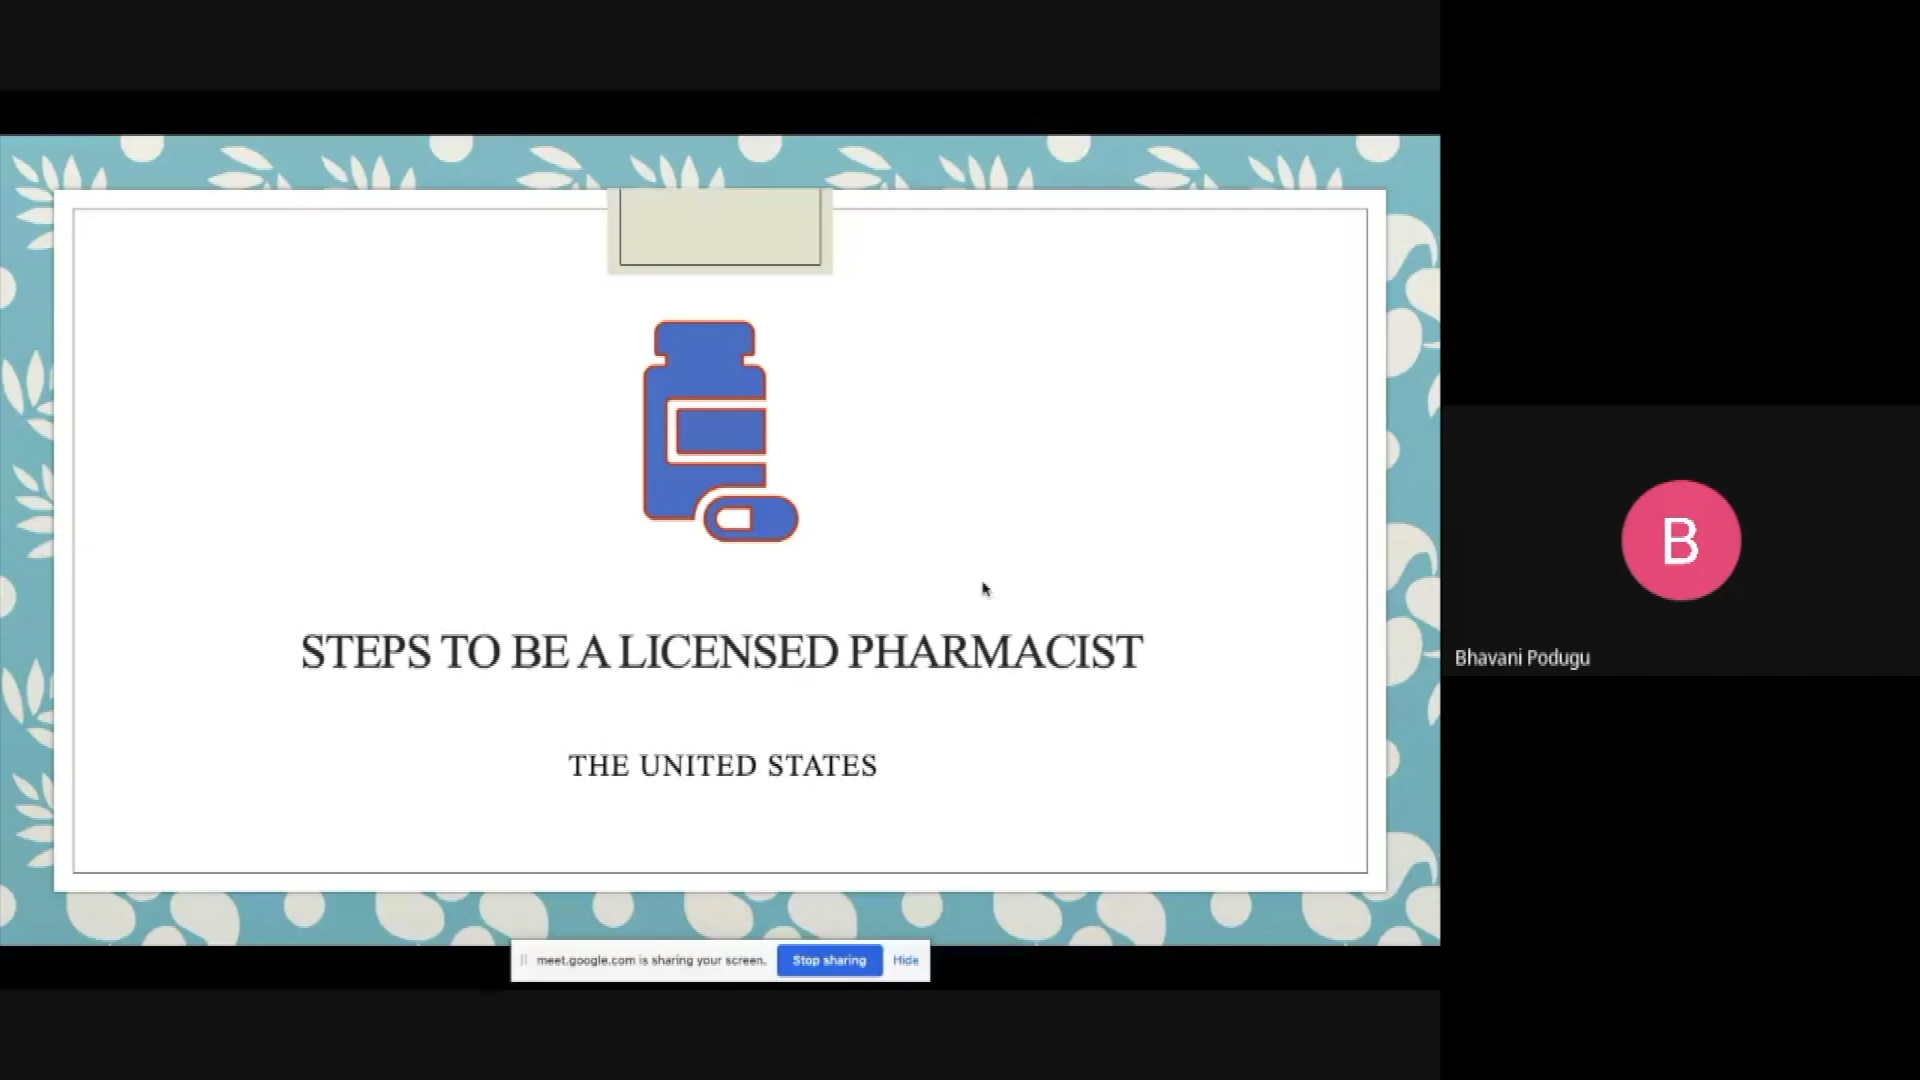 STEPS TO BE A LICENSED PHARMACIST
THE UNITED STATES
B
Bhavani Podugu
meet.google.com is sharing your screen. Stop sharing Hide